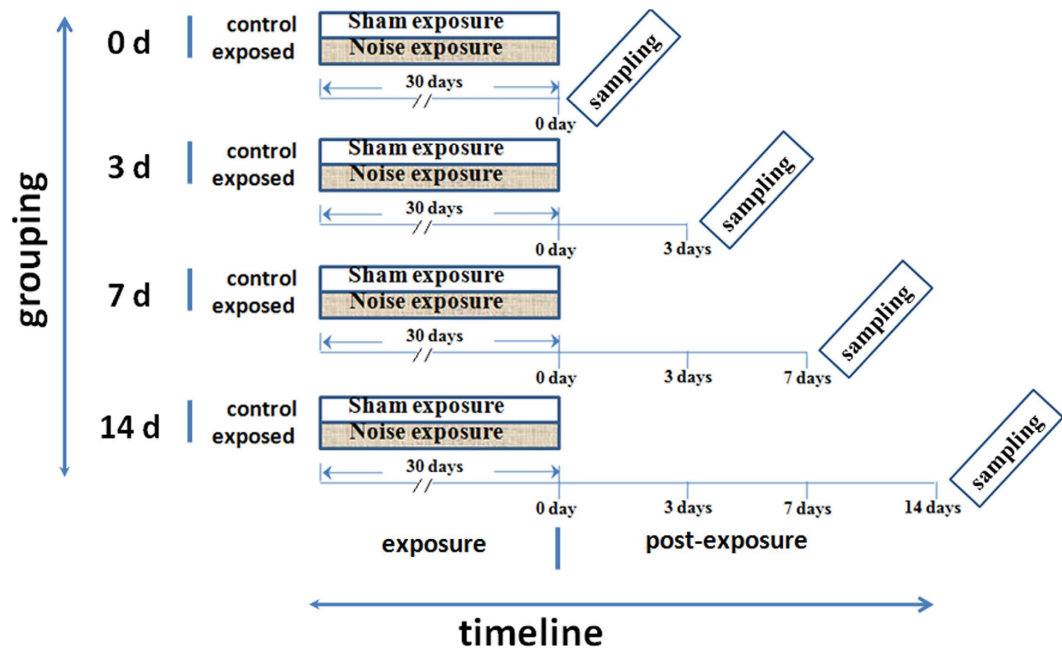 grouping
0 d
control
exposed
Sham exposure
Noise exposure
30 days
0 day
sampling
3 d
control
exposed
Sham exposure
Noise exposure
30 days
0 day
3 days
sampling
7 d
control
exposed
Sham exposure
Noise exposure
30 days
0 day
3 days
7 days
sampling
14 d
control
exposed
Sham exposure
Noise exposure
30 days
0 day
3 days
7 days
14 days
sampling
exposure
post-exposure
timeline